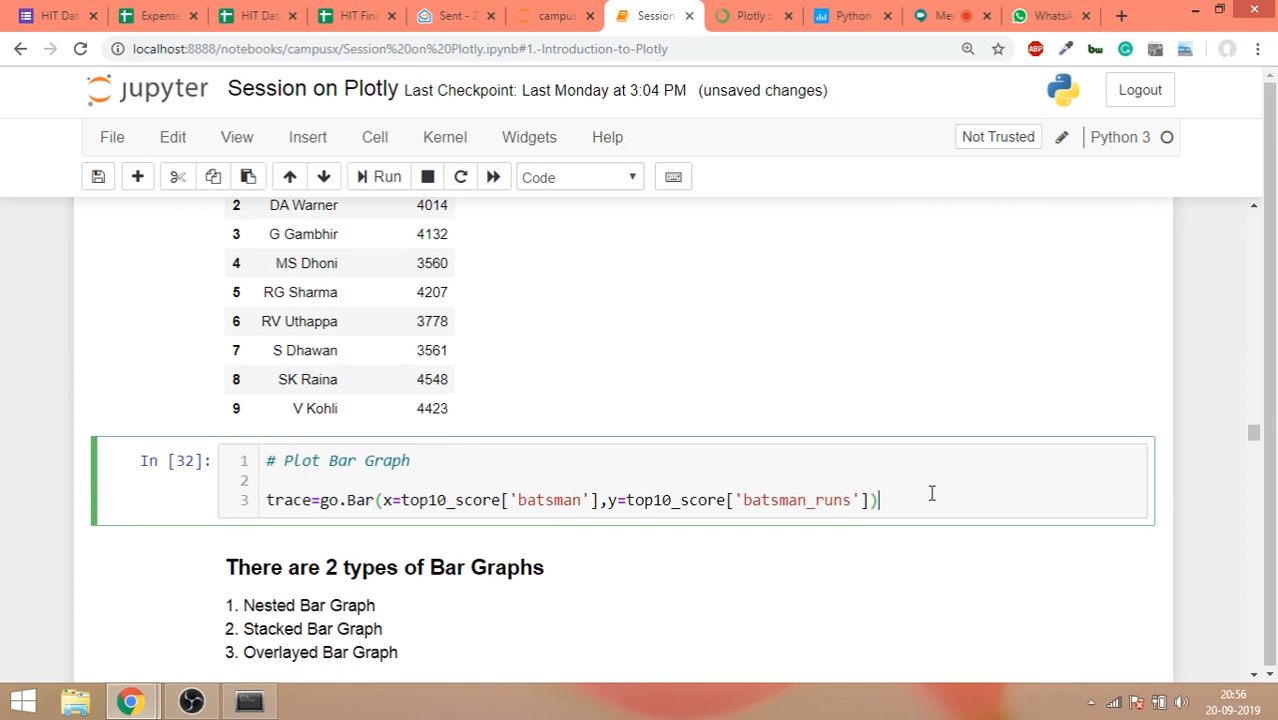 HIT Da
Expense
HIT Da
HIT Fina
Sent - Z
campus
Session
Plotly
Python
Mee
WhatsA
localhost:8888/notebooks/campusx/Session%20on%20Plotly.ipynb#1.-Introduction-to-Plotly
ABP
bw
jupyter Session on Plotly Last Checkpoint: Last Monday at 3:04 PM (unsaved changes)
Logout
File Edit View Insert Cell Kernel Widgets Help
Not Trusted
Python 3
Run
Code
2 DA Warner 4014
3 G Gambhir 4132
4 MS Dhoni 3560
5 RG Sharma 4207
6 RV Uthappa 3778
7 S Dhawan 3561
8 SK Raina 4548
9 V Kohli 4423
In [32]:
1 # Plot Bar Graph
2
3 trace=go.Bar(x=top10_score['batsman'],y=top10_score['batsman_runs'])
There are 2 types of Bar Graphs
1. Nested Bar Graph
2. Stacked Bar Graph
3. Overlayed Bar Graph
20:56
20-09-2019